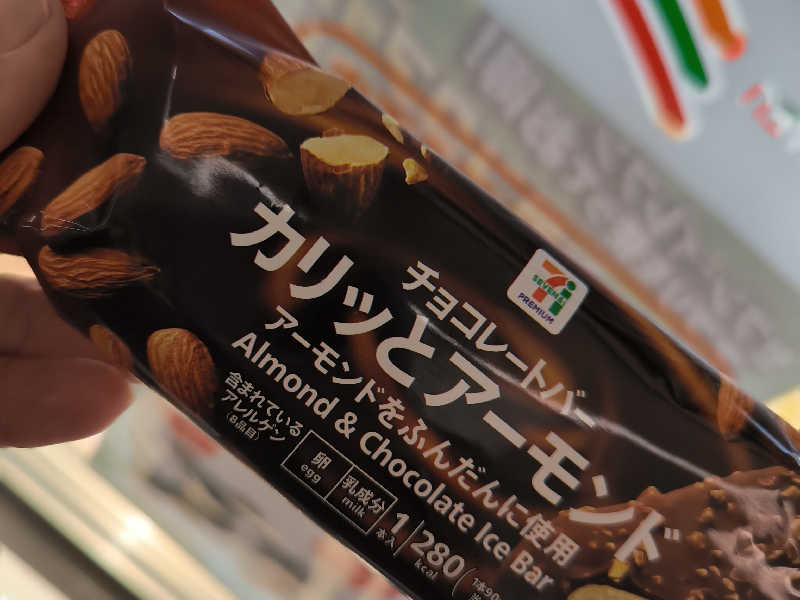 SEVEN&i
PREMIUM
チョコレートバー
カリッとアーモンド
アーモンドをふんだんに使用
Almond & Chocolate Ice Bar
含まれている
アレルゲン
(8品目)
卵
egg
乳成分
milk
1
本入
280
kcal